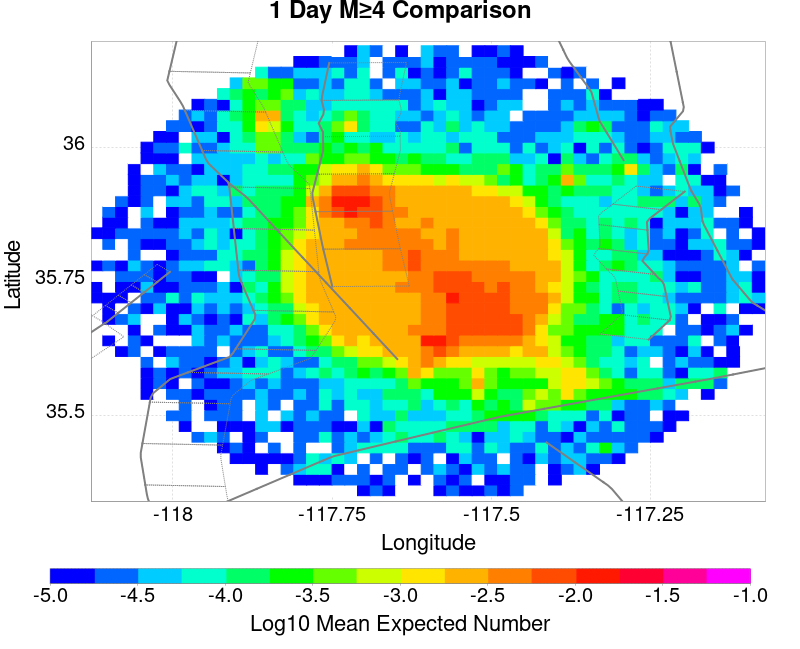 1 Day M≥4 Comparison
36
35.75
35.5
Latitude
-118 -117.75 -117.5 -117.25
Longitude
-5.0 -4.5 -4.0 -3.5 -3.0 -2.5 -2.0 -1.5 -1.0
Log10 Mean Expected Number